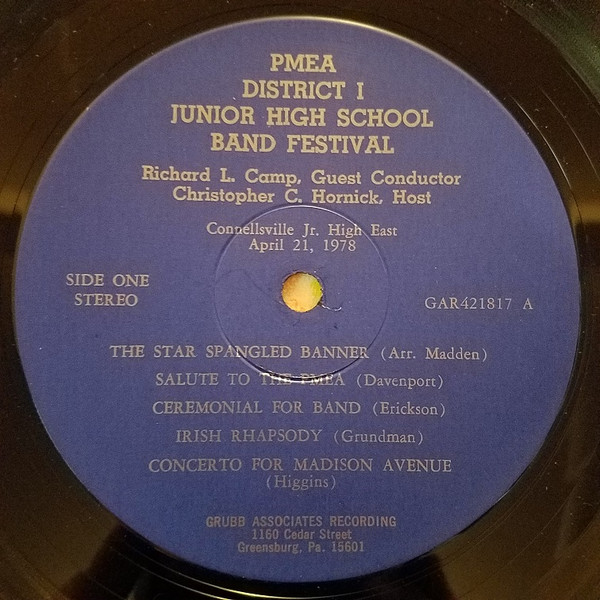 PMEA
DISTRICT I
JUNIOR HIGH SCHOOL
BAND FESTIVAL
Richard L. Camp, Guest Conductor
Christopher C. Hornick, Host
Connellsville Jr. High East
April 21, 1978
SIDE ONE
STEREO
GAR421817 A
THE STAR SPANGLED BANNER (Arr. Madden)
SALUTE TO THE PMEA (Davenport)
CEREMONIAL FOR BAND (Erickson)
IRISH RHAPSODY (Grundman)
CONCERTO FOR MADISON AVENUE
(Higgins)
GRUBB ASSOCIATES RECORDING
1160 Cedar Street
Greensburg, Pa. 15601